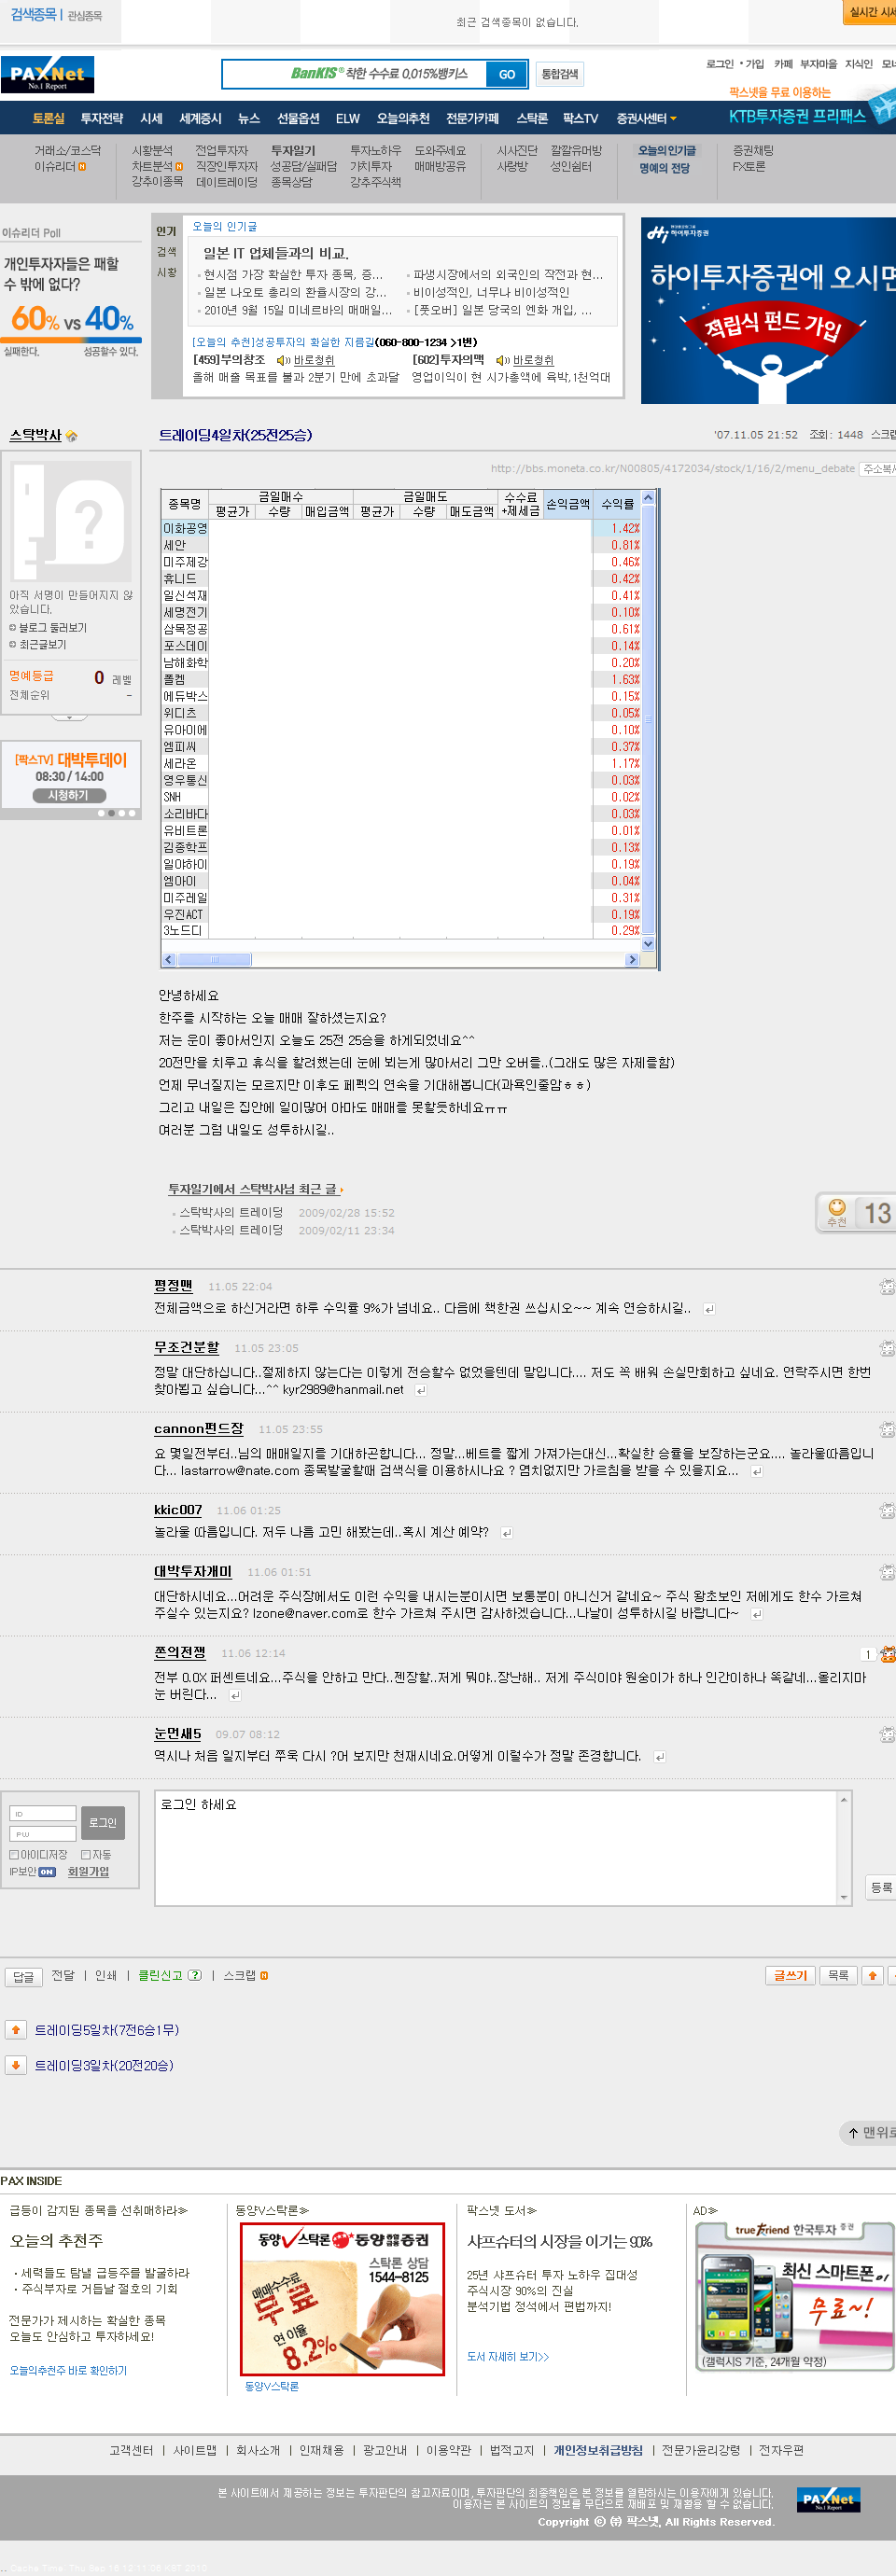 검색종목 | 관심종목
최근 검색종목이 없습니다.
실시간 시세
PAXNet
No.1 Report
BanKIS® 착한 수수료 0,015%뱅키스
GO
통합검색
로그인 • 가입 카페 부자마을 지식인 모네
팍스넷을 무료 이용하는
KTB투자증권 프리패스
토론실 투자전략 시세 세계증시 뉴스 선물옵션 ELW 오늘의추천 전문가카페 스탁론 팍스TV 증권사센터
거래소/코스닥 시황분석 전업투자자 투자일기 투자노하우 도와주세요 시사진단 깔깔유머방 오늘의 인기글 증권채팅
이슈리더 차트분석 직장인투자자 성공담/실패담 가치투자 매매방공유 사랑방 성인쉼터 명예의 전당 FX토론
강추이종목 데이트레이딩 종목상담 강추주식책
이슈리더 Poll
개인투자자들은 패할
수 밖에 없다?
60% VS 40%
실패한다. 성공할수 있다.
인기
검색
시황
오늘의 인기글
일본 IT 업체들과의 비교.
현시점 가장 확실한 투자 종목, 증...
파생시장에서의 외국인의 작전과 현...
일본 나오토 총리의 환율시장의 강...
비이성적인, 너무나 비이성적인
2010년 9월 15일 미네르바의 매매일...
[풋오버] 일본 당국의 엔화 개입, ...
[오늘의 추천]성공투자의 확실한 지름길(060-800-1234 >1번)
[459]부의창조 바로청취 [602]투자의맥 바로청취
올해 매출 목표를 불과 2분기 만에 초과달 영업이익이 현 시가총액에 육박,1천억대
하이투자증권
하이투자증권에 오시면
적립식 펀드 가입
스탁박사
아직 서명이 만들어지지 않
았습니다.
블로그 둘러보기
최근글보기
명예등급 0 레벨
전체순위 -
[팍스TV] 대박투데이
08:30 / 14:00
시청하기
트레이딩4일차(25전25승)
'07.11.05 21:52 조회: 1448 스크랩
http://bbs.moneta.co.kr/N00805/4172034/stock/1/16/2/menu_debate 주소복사
종목명 금일매수 금일매도 수수료+제세금 손익금액 수익률
평균가 수량 매입금액 평균가 수량 매도금액
이화공영 1.42%
세안 0.81%
미주제강 0.46%
휴니드 0.42%
일신석재 0.41%
세명전기 0.10%
삼목정공 0.61%
포스데이 0.14%
남해화학 0.20%
폴켐 1.63%
에듀박스 0.15%
위디츠 0.05%
유아이에 0.10%
엠피씨 0.37%
세라온 1.17%
영우통신 0.03%
SNH 0.02%
소리바다 0.03%
유비트론 0.01%
김종학프 0.13%
일야하이 0.19%
엠아이 0.04%
미주레일 0.31%
우진ACT 0.19%
3노드디 0.29%
안녕하세요
한주를 시작하는 오늘 매매 잘하셨는지요?
저는 운이 좋아서인지 오늘도 25전 25승을 하게되었네요^^
20전만을 치루고 휴식을 할려했는데 눈에 뵈는게 많아서리 그만 오버를..(그래도 많은 자제를함)
언제 무너질지는 모르지만 이후도 페펙의 연속을 기대해봅니다(과욕인줄암ㅎㅎ)
그리고 내일은 집안에 일이많어 아마도 매매를 못할듯하네요ㅠㅠ
여러분 그럼 내일도 성투하시길..
투자일기에서 스탁박사님 최근 글
스탁박사의 트레이딩 2009/02/28 15:52
스탁박사의 트레이딩 2009/02/11 23:34
추천 13
평정맨 11.05 22:04
전체금액으로 하신거라면 하루 수익률 9%가 넘네요.. 다음에 책한권 쓰십시오~~ 계속 연승하시길..
무조건분할 11.05 23:05
정말 대단하십니다..절제하지 않는다는 이렇게 전승할수 없었을텐데 말입니다.... 저도 꼭 배워 손실만회하고 싶네요. 연락주시면 한번
찾아뵙고 싶습니다...^^ kyr2989@hanmail.net
cannon펀드장 11.05 23:55
요 몇일전부터..님의 매매일지를 기대하곤합니다... 정말...베트를 짧게 가져가는대신...확실한 승률을 보장하는군요.... 놀라울따름입니
다... lastarrow@nate.com 종목발굴할때 검색식을 이용하시나요 ? 염치없지만 가르침을 받을 수 있을지요...
kkic007 11.06 01:25
놀라울 따름입니다. 저두 나름 고민 해봤는데..혹시 계산 예약?
대박투자개미 11.06 01:51
대단하시네요...어려운 주식장에서도 이런 수익을 내시는분이시면 보통분이 아니신거 같네요~ 주식 왕초보인 저에게도 한수 가르쳐
주실수 있는지요? lzone@naver.com로 한수 가르쳐 주시면 감사하겠습니다...나날이 성투하시길 바랍니다~
쫀의전쟁 11.06 12:14 1
전부 0.0X 퍼센트네요...주식을 안하고 만다..젠장할..저게 뭐야..장난해.. 저게 주식이야 원숭이가 하나 인간이하나 똑같네...올리지마
눈 버린다...
눈먼새5 09.07 08:12
역시나 처음 일지부터 쭈욱 다시 ?어 보지만 천재시네요.어떻게 이럴수가 정말 존경합니다.
ID
PW
로그인
아이디저장 자동
IP보안 ON 회원가입
로그인 하세요
등록
답글 전달 | 인쇄 | 클린신고 ? | 스크랩
글쓰기 목록
트레이딩5일차(7전6승1무)
트레이딩3일차(20전20승)
맨위로
PAX INSIDE
급등이 감지된 종목을 선취매하라≫
오늘의 추천주
· 세력들도 탐낼 급등주를 발굴하라
· 주식부자로 거듭날 절호의 기회
전문가가 제시하는 확실한 종목
오늘도 안심하고 투자하세요!
오늘의추천주 바로 확인하기
동양V스탁론≫
동양 스탁론 동양종합금융증권
스탁론 상담
1544-8125
매매수수료
무료
연 이율
8.2%
동양V스탁론
팍스넷 도서≫
샤프슈터의 시장을 이기는 90%
25년 샤프슈터 투자 노하우 집대성
주식시장 90%의 진실
분석기법 정석에서 편법까지!
도서 자세히 보기>>
AD≫
true Friend 한국투자 증권
최신 스마트폰이
무료~!
(갤럭시S 기준, 24개월 약정)
고객센터 | 사이트맵 | 회사소개 | 인재채용 | 광고안내 | 이용약관 | 법적고지 | 개인정보취급방침 | 전문가윤리강령 | 전자우편
본 사이트에서 제공하는 정보는 투자판단의 참고자료이며, 투자판단의 최종책임은 본 정보를 열람하시는 이용자에게 있습니다.
이용자는 본 사이트의 정보를 무단으로 재배포 및 재활용 할 수 없습니다.
Copyright ⓒ ㈜ 팍스넷, All Rights Reserved.
PAXNet
No.1 Report